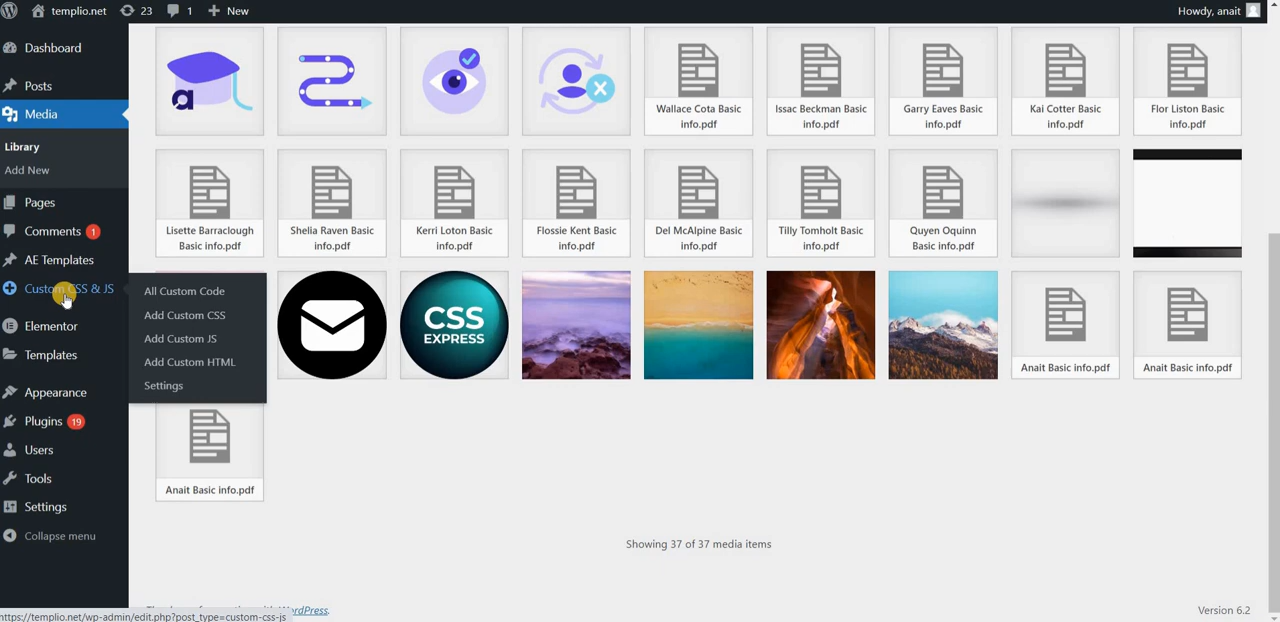 templio.net 23 1 New Howdy, anait
Dashboard
Posts
Media
Library
Add New
Pages
Comments 1
AE Templates
Custom CSS & JS
Elementor
Templates
Appearance
Plugins 19
Users
Tools
Settings
Collapse menu
All Custom Code
Add Custom CSS
Add Custom JS
Add Custom HTML
Settings
a
Wallace Cota Basic
info.pdf
Issac Beckman Basic
info.pdf
Garry Eaves Basic
info.pdf
Kai Cotter Basic
info.pdf
Flor Liston Basic
info.pdf
Lisette Barraclough
Basic info.pdf
Shelia Raven Basic
info.pdf
Kerri Loton Basic
info.pdf
Flossie Kent Basic
info.pdf
Del McAlpine Basic
info.pdf
Tilly Tomholt Basic
info.pdf
Quyen Oquinn
Basic info.pdf
CSS
EXPRESS
Anait Basic info.pdf
Anait Basic info.pdf
Anait Basic info.pdf
Showing 37 of 37 media items
WordPress.
Version 6.2
https://templio.net/wp-admin/edit.php?post_type=custom-css-js